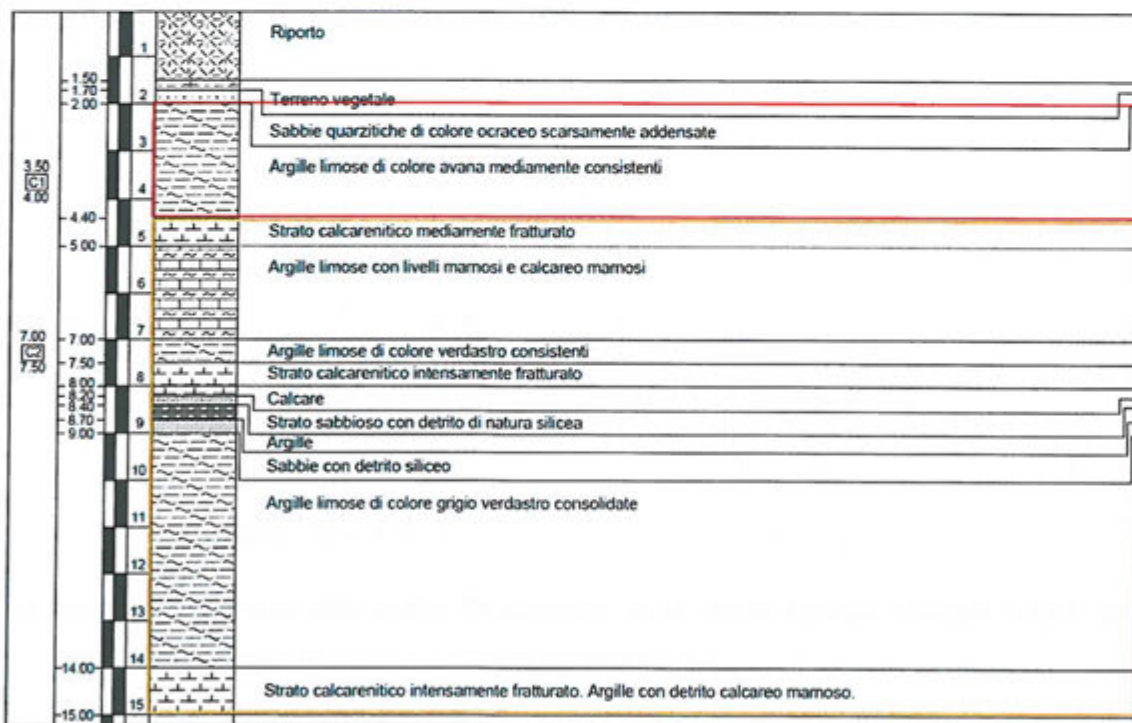 1
Riporto
1.50
1.70
2
Terreno vegetale
2.00
Sabbie quarzitiche di colore ocraceo scarsamente addensate
3
Argille limose di colore avana mediamente consistenti
3.50
C1
4.00
4
4.40
Strato calcarenitico mediamente fratturato
5
5.00
Argille limose con livelli marnosi e calcareo marnosi
6
7
7.00
7.00
Argille limose di colore verdastro consistenti
C2
7.50
7.50
Strato calcarenitico intensamente fratturato
8
8.00
Calcare
8.20
8.40
Strato sabbioso con detrito di natura silicea
8.70
9
Argille
9.00
Sabbie con detrito siliceo
10
Argille limose di colore grigio verdastro consolidate
11
12
13
14
14.00
Strato calcarenitico intensamente fratturato. Argille con detrito calcareo marnoso.
15
15.00